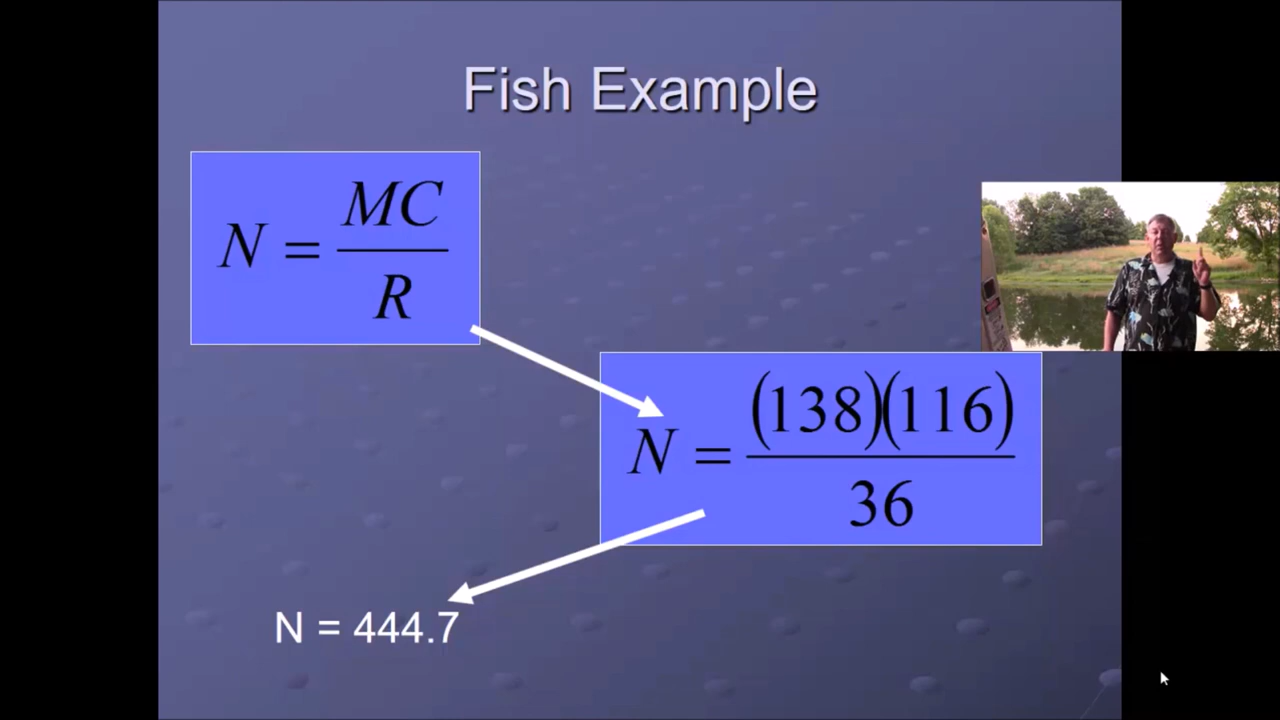 Fish Example
N = MC / R
N = (138)(116) / 36
N = 444.7